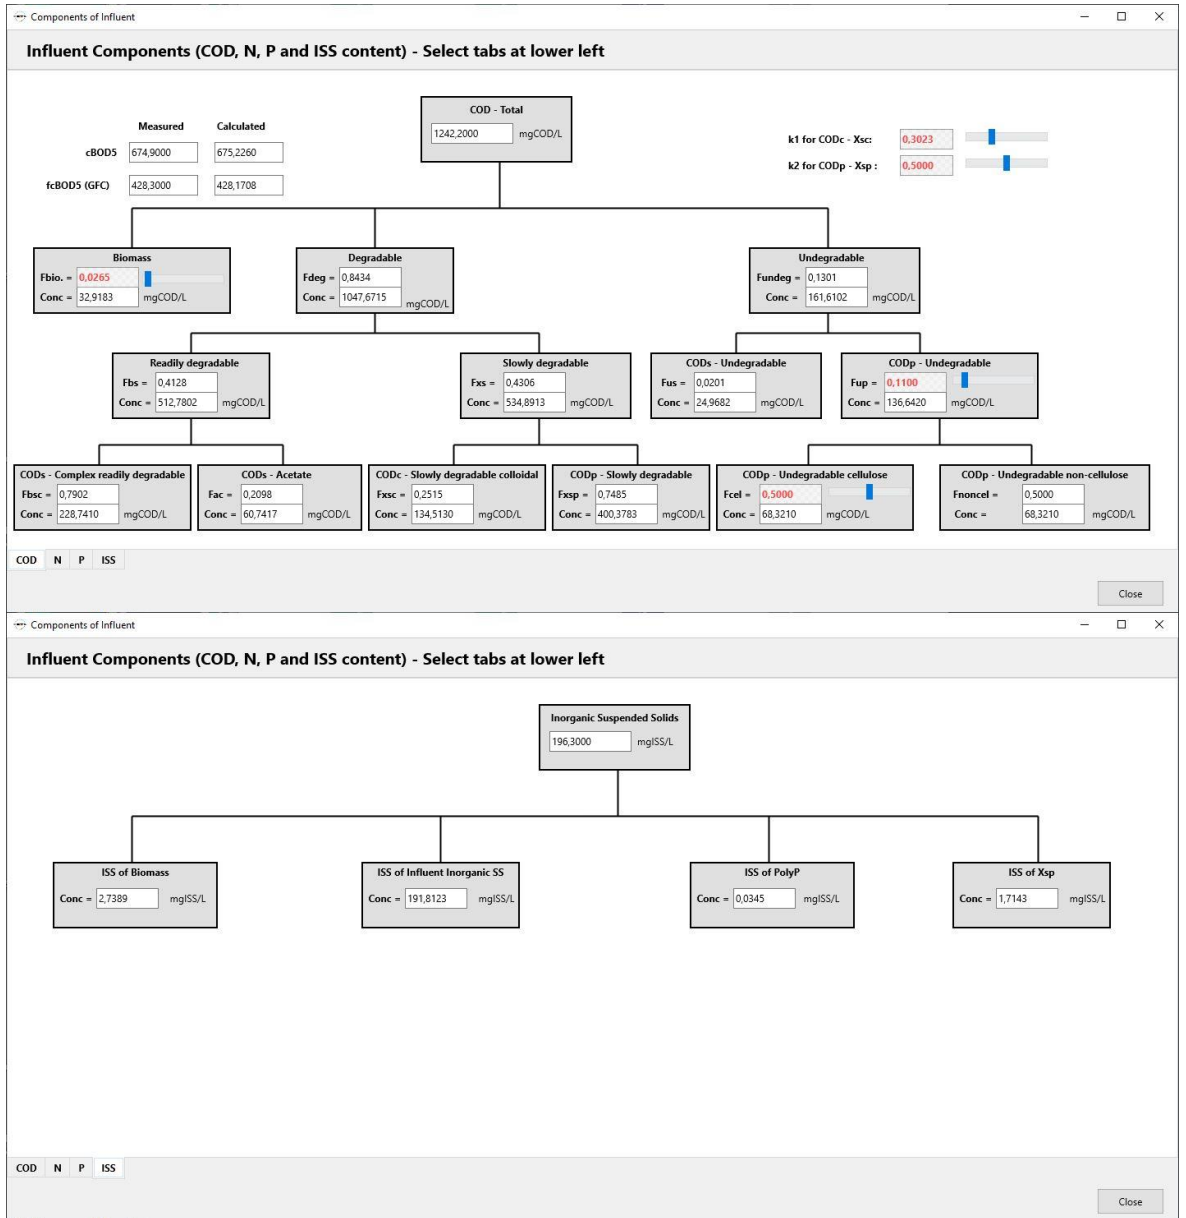 Components of Influent
Influent Components (COD, N, P and ISS content) - Select tabs at lower left
COD - Total
1242,2000 mgCOD/L
Measured Calculated
cBOD5 674,9000 675,2260
fcBOD5 (GFC) 428,3000 428,1708
k1 for CODc - Xsc: 0,3023
k2 for CODp - Xsp : 0,5000
Biomass
Fbio. = 0,0265
Conc = 32,9183 mgCOD/L
Degradable
Fdeg = 0,8434
Conc = 1047,6715 mgCOD/L
Undegradable
Fundeg = 0,1301
Conc = 161,6102 mgCOD/L
Readily degradable
Fbs = 0,4128
Conc = 512,7802 mgCOD/L
Slowly degradable
Fxs = 0,4306
Conc = 534,8913 mgCOD/L
CODs - Undegradable
Fus = 0,0201
Conc = 24,9682 mgCOD/L
CODp - Undegradable
Fup = 0,1100
Conc = 136,6420 mgCOD/L
CODs - Complex readily degradable
Fbsc = 0,7902
Conc = 228,7410 mgCOD/L
CODs - Acetate
Fac = 0,2098
Conc = 60,7417 mgCOD/L
CODc - Slowly degradable colloidal
Fxsc = 0,2515
Conc = 134,5130 mgCOD/L
CODp - Slowly degradable
Fxsp = 0,7485
Conc = 400,3783 mgCOD/L
CODp - Undegradable cellulose
Fcel = 0,5000
Conc = 68,3210 mgCOD/L
CODp - Undegradable non-cellulose
Fnoncel = 0,5000
Conc = 68,3210 mgCOD/L
COD N P ISS
Close
Components of Influent
Influent Components (COD, N, P and ISS content) - Select tabs at lower left
Inorganic Suspended Solids
196,3000 mgISS/L
ISS of Biomass
Conc = 2,7389 mgISS/L
ISS of Influent Inorganic SS
Conc = 191,8123 mgISS/L
ISS of PolyP
Conc = 0,0345 mgISS/L
ISS of Xsp
Conc = 1,7143 mgISS/L
COD N P ISS
Close